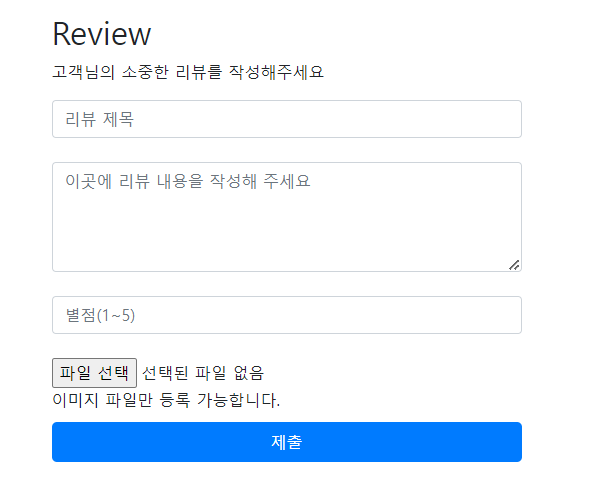 Review
고객님의 소중한 리뷰를 작성해주세요
리뷰 제목
이곳에 리뷰 내용을 작성해 주세요
별점(1~5)
파일 선택 선택된 파일 없음
이미지 파일만 등록 가능합니다.
제출